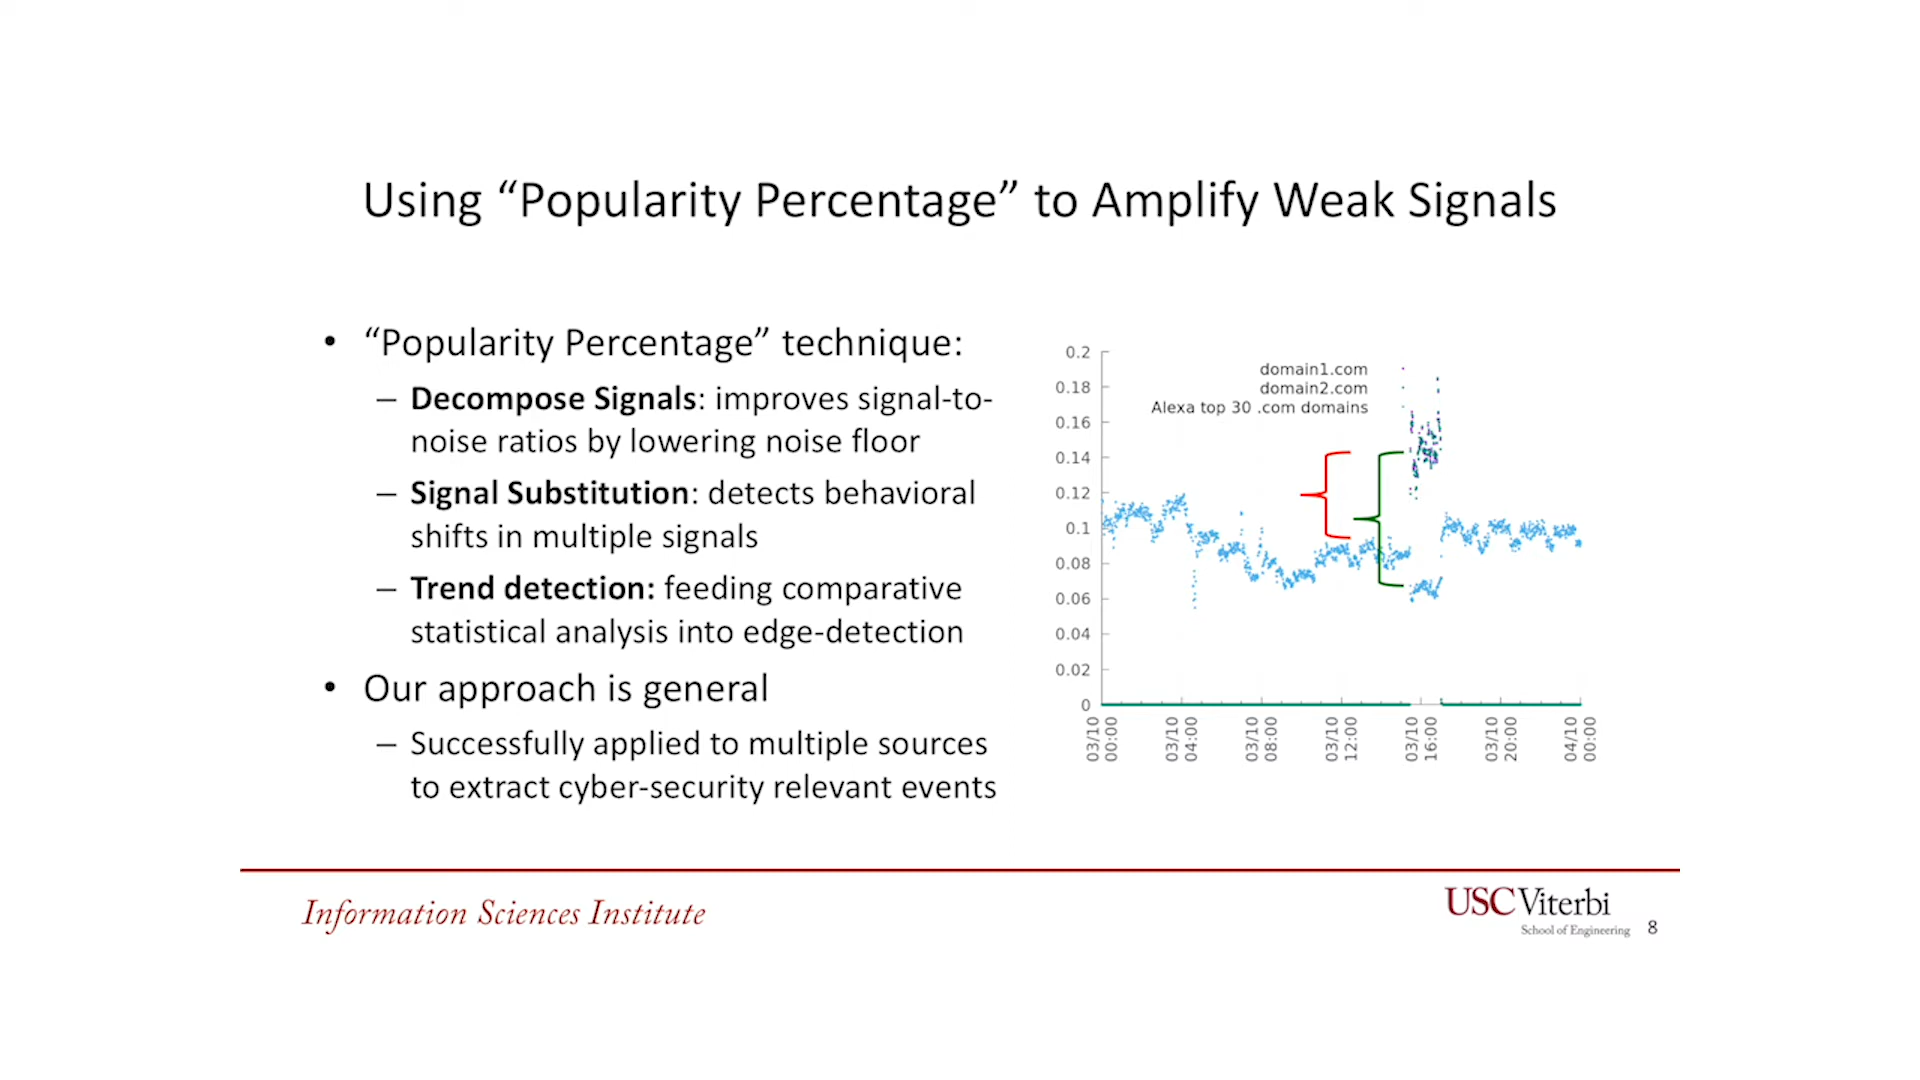 Using “Popularity Percentage” to Amplify Weak Signals
• “Popularity Percentage” technique:
– Decompose Signals: improves signal-to-
noise ratios by lowering noise floor
– Signal Substitution: detects behavioral
shifts in multiple signals
– Trend detection: feeding comparative
statistical analysis into edge-detection
• Our approach is general
– Successfully applied to multiple sources
to extract cyber-security relevant events
domain1.com
domain2.com
Alexa top 30 .com domains
0.2
0.18
0.16
0.14
0.12
0.1
0.08
0.06
0.04
0.02
0
03/10
00:00
03/10
04:00
03/10
08:00
03/10
12:00
03/10
16:00
03/10
20:00
04/10
00:00
Information Sciences Institute
USC Viterbi
School of Engineering
8